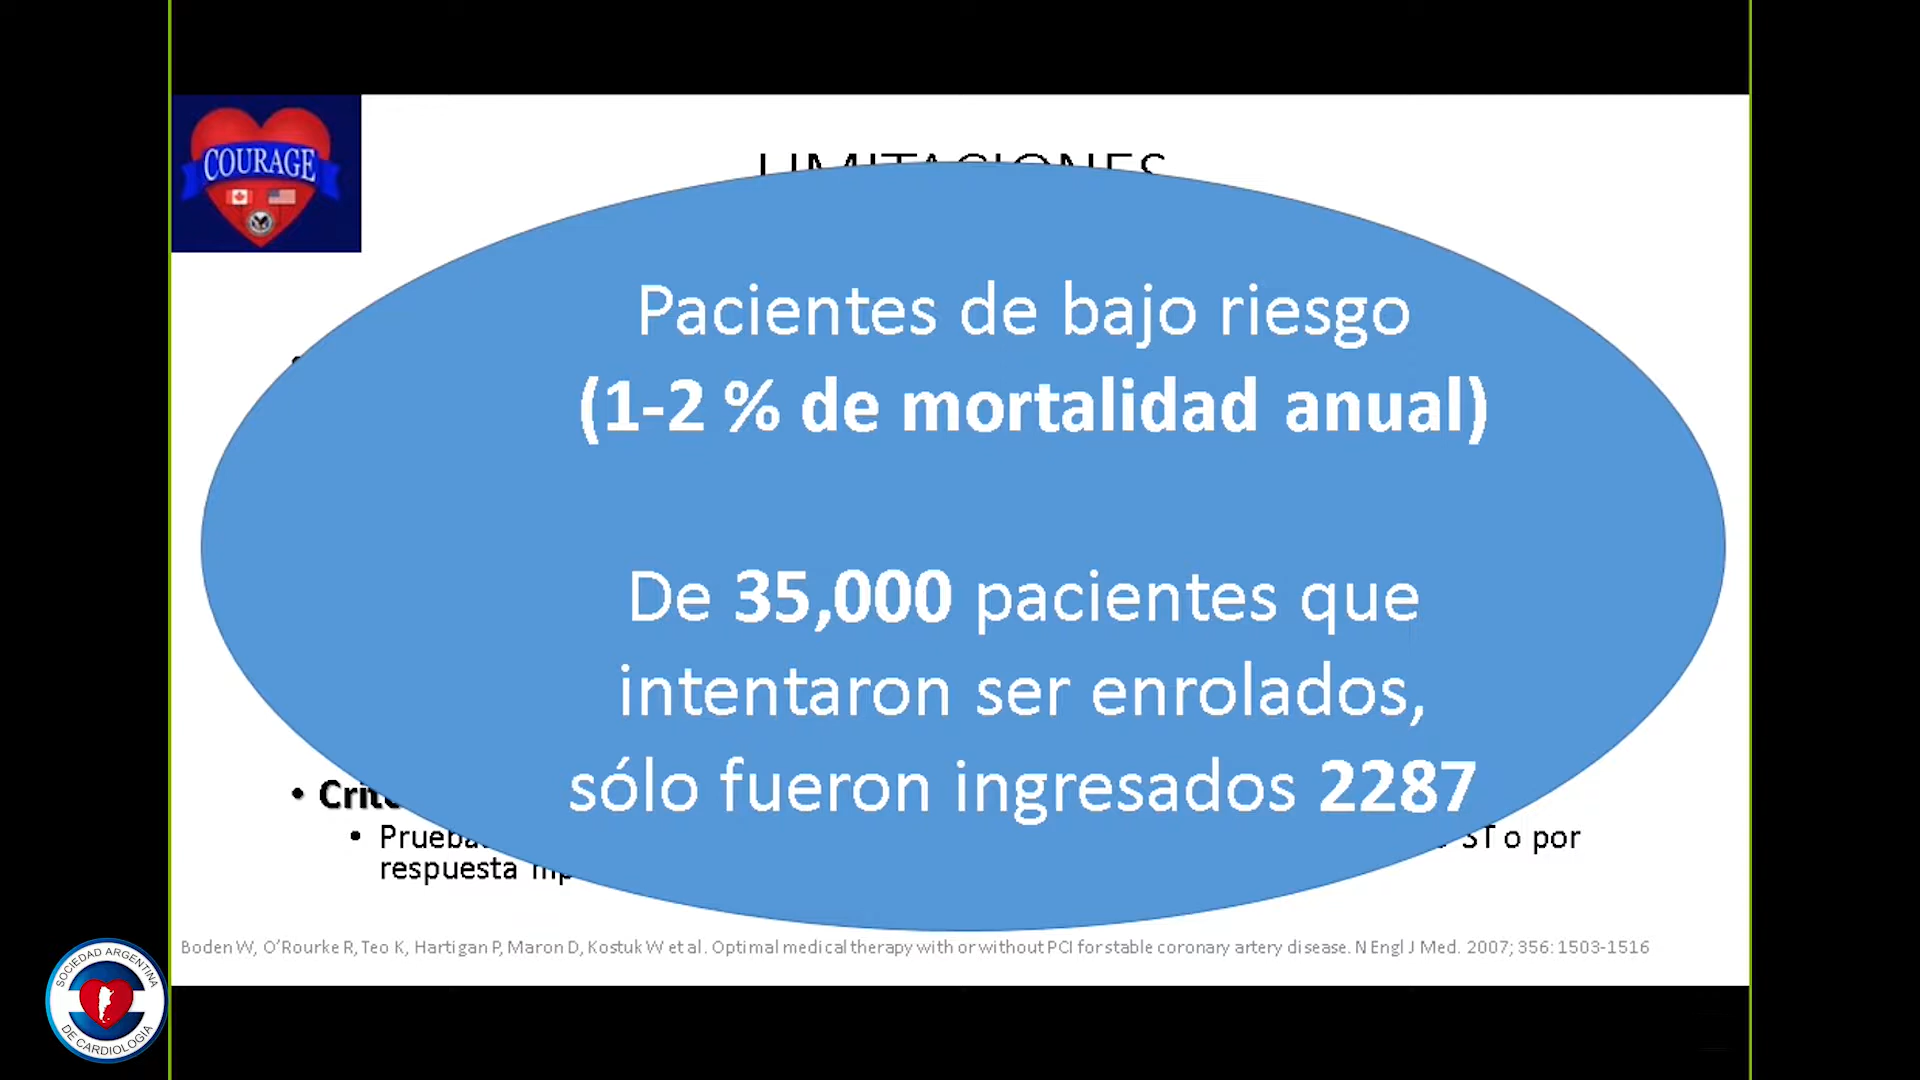 COURAGE
LIMITACIONES
Pacientes de bajo riesgo
(1-2 % de mortalidad anual)
De 35,000 pacientes que
intentaron ser enrolados,
sólo fueron ingresados 2287
•
ST o por
respuesta
Boden W, O'Rourke R, Teo K, Hartigan P, Maron D, Kostuk W et al. Optimal medical therapy with or without PCI for stable coronary artery disease. N Engl J Med. 2007; 356: 1503-1516
SOCIEDAD ARGENTINA
DE CARDIOLOGIA